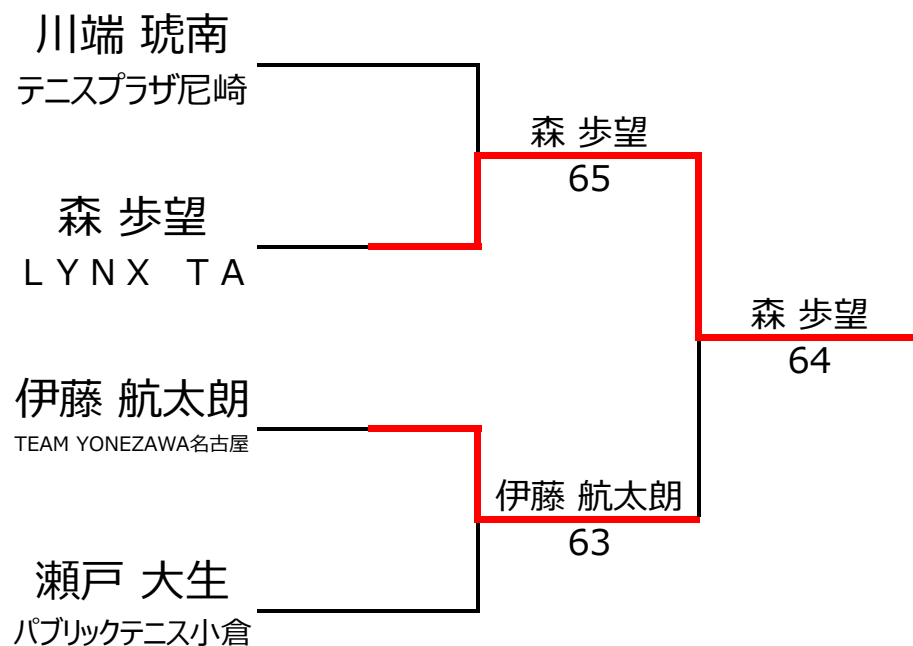 川端 琥南
テニスプラザ尼崎
森 歩望
65
森 歩望
ＬＹＮＸ　ＴＡ
森 歩望
64
伊藤 航太朗
TEAM YONEZAWA名古屋
伊藤 航太朗
63
瀬戸 大生
パブリックテニス小倉